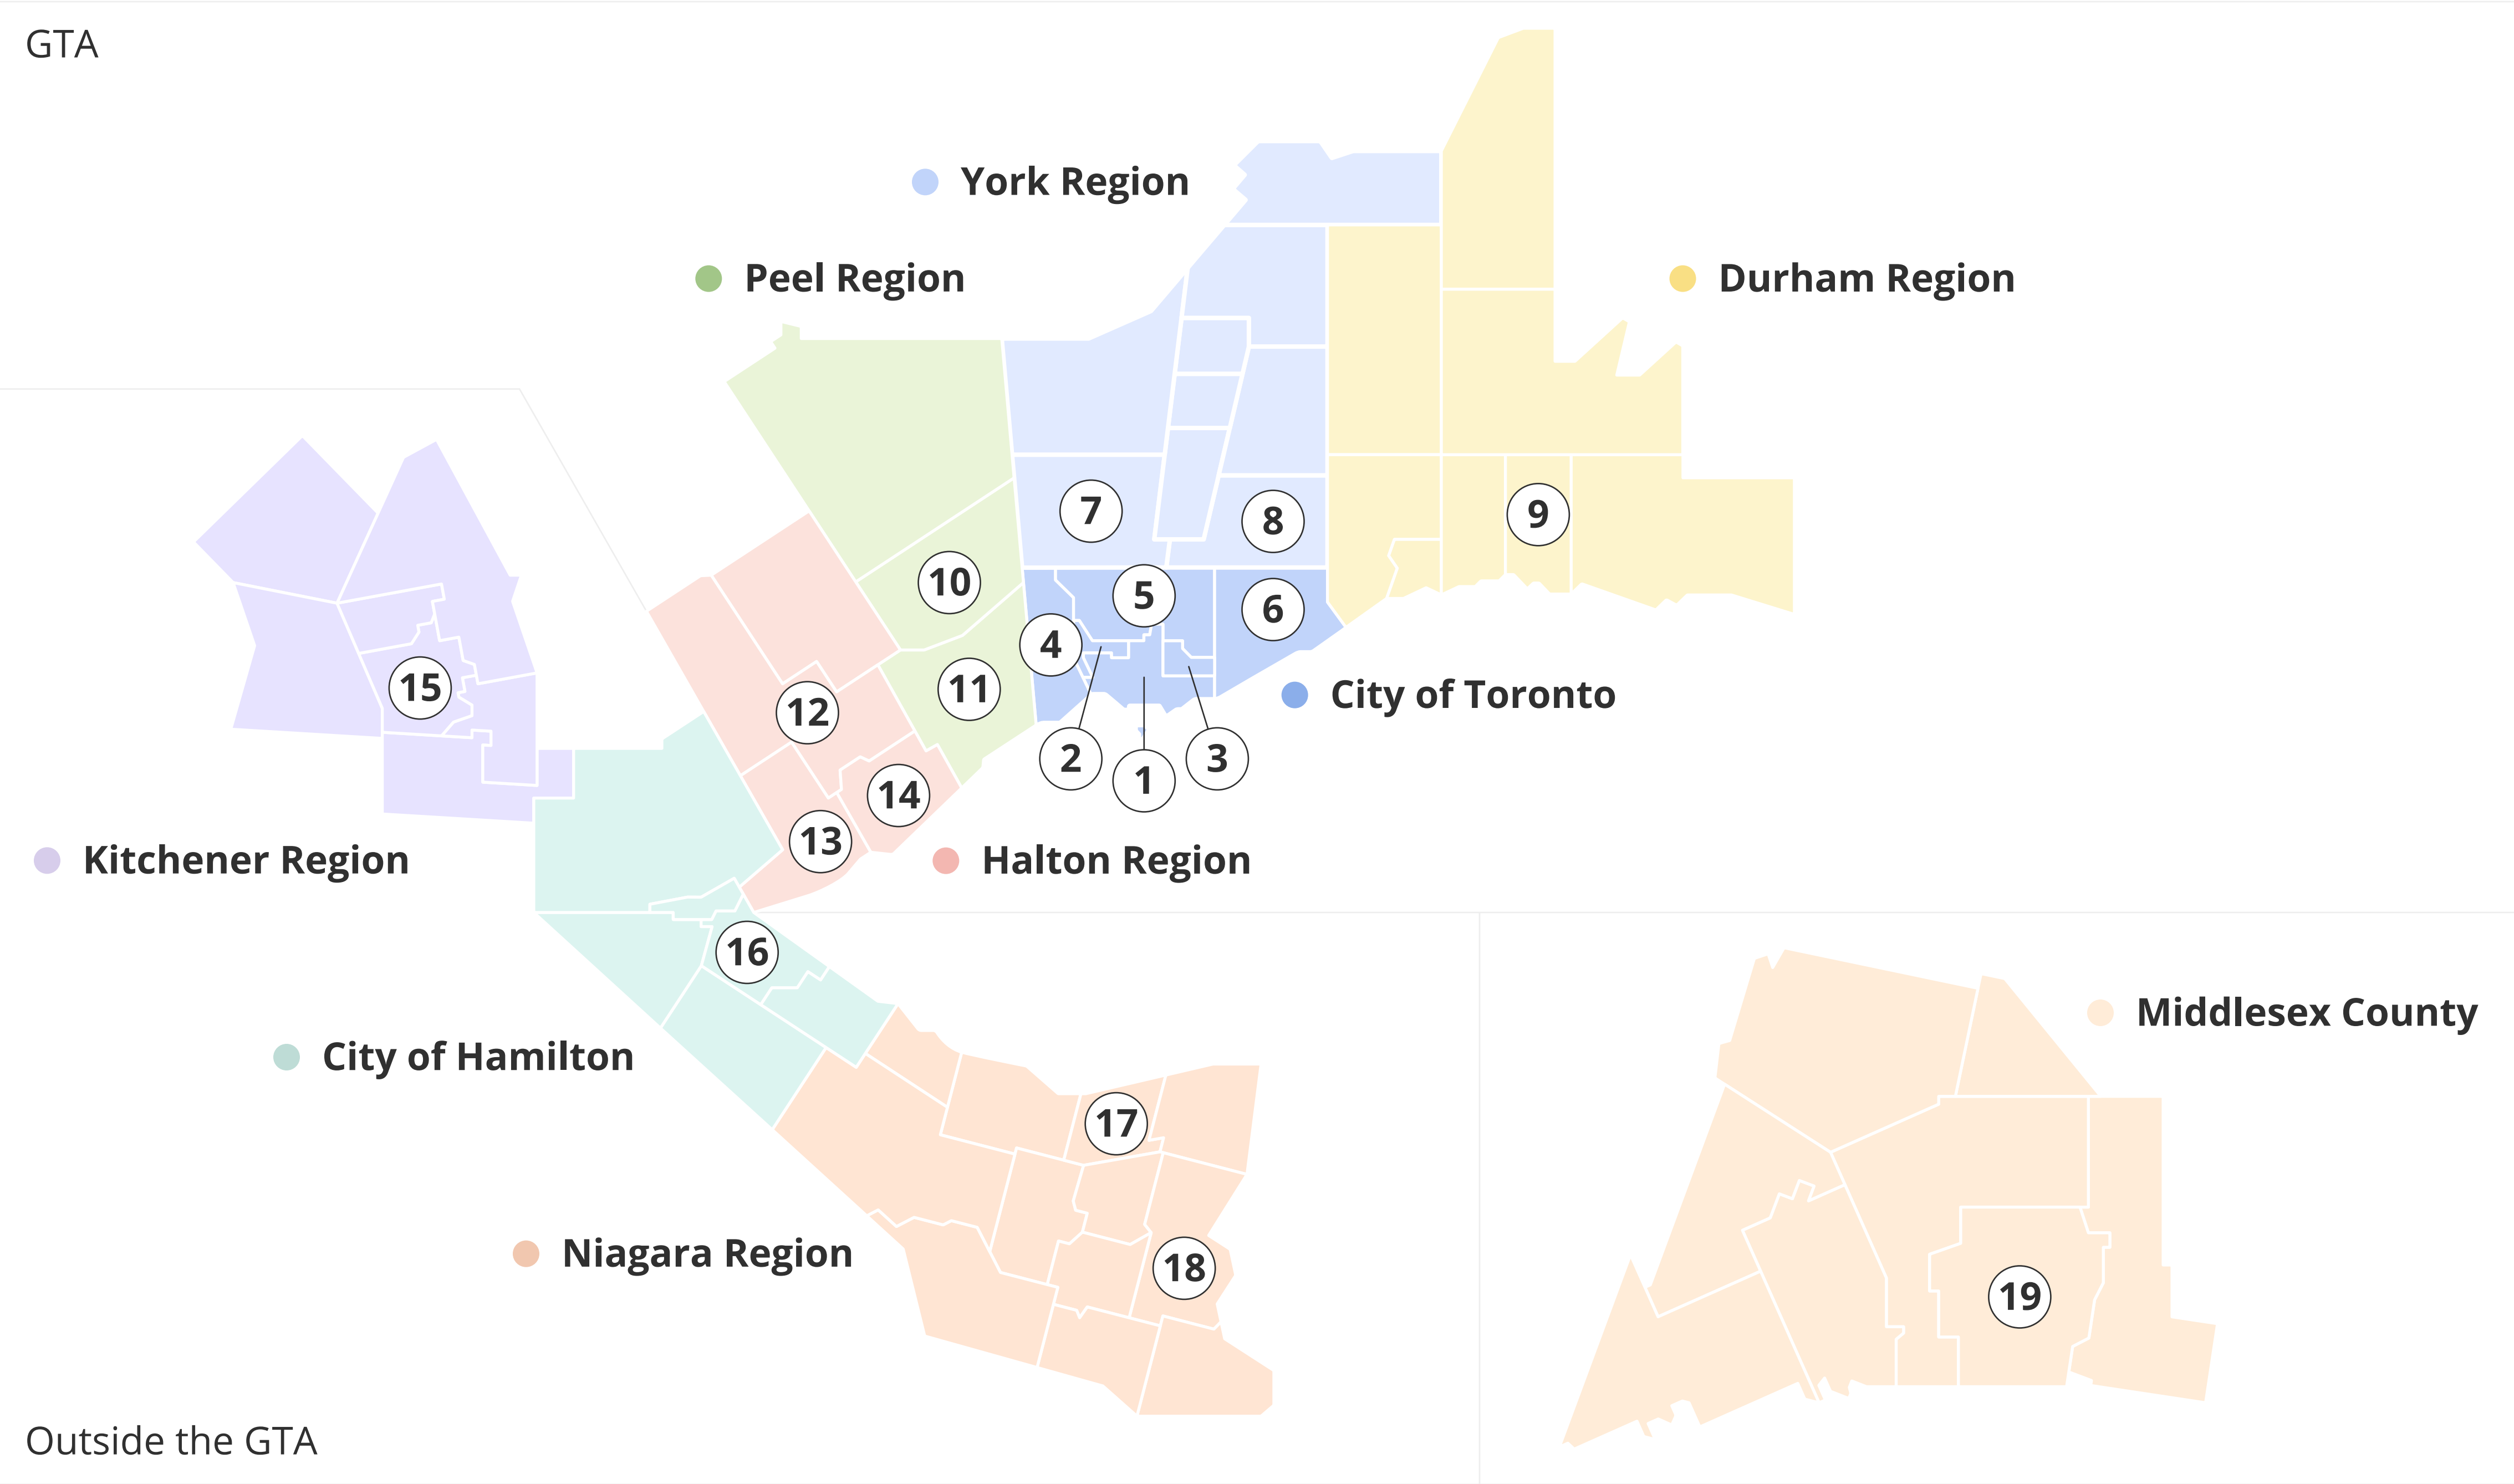 GTA
York Region
Peel Region
Durham Region
7
8
9
10
5
6
4
15
11
City of Toronto
12
2
1
3
14
13
Kitchener Region
Halton Region
16
Middlesex County
City of Hamilton
17
Niagara Region
18
19
Outside the GTA